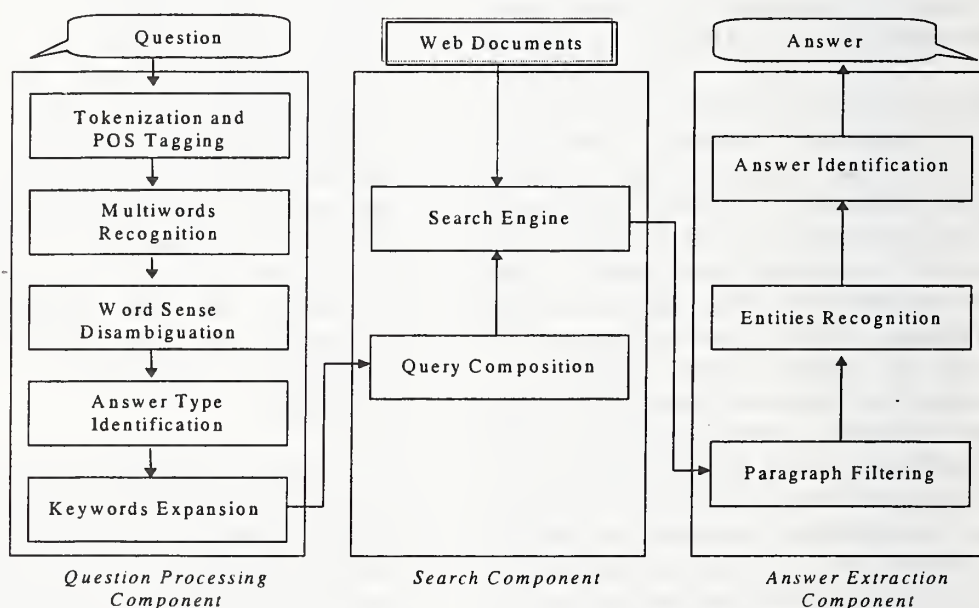 Question
Tokenization and
POS Tagging
Multiwords
Recognition
Word Sense
Disambiguation
Answer Type
Identification
Keywords Expansion
Question Processing
Component
Web Documents
Search Engine
Query Composition
Search Component
Answer
Answer Identification
Entities Recognition
Paragraph Filtering
Answer Extraction
Component